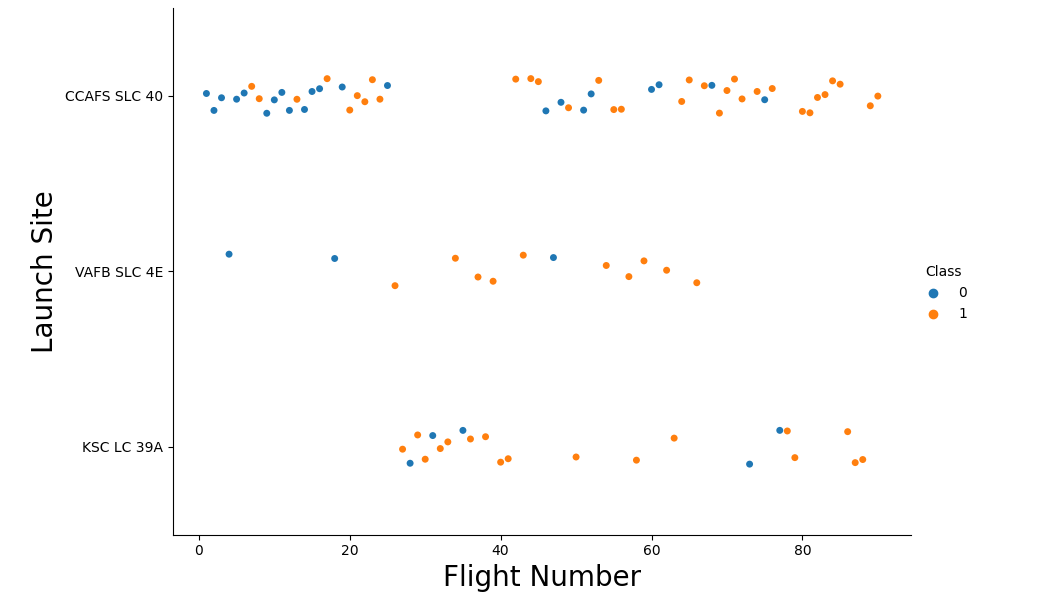 Launch Site
CCAFS SLC 40
VAFB SLC 4E
KSC LC 39A
0 20 40 60 80
Flight Number
Class
0
1